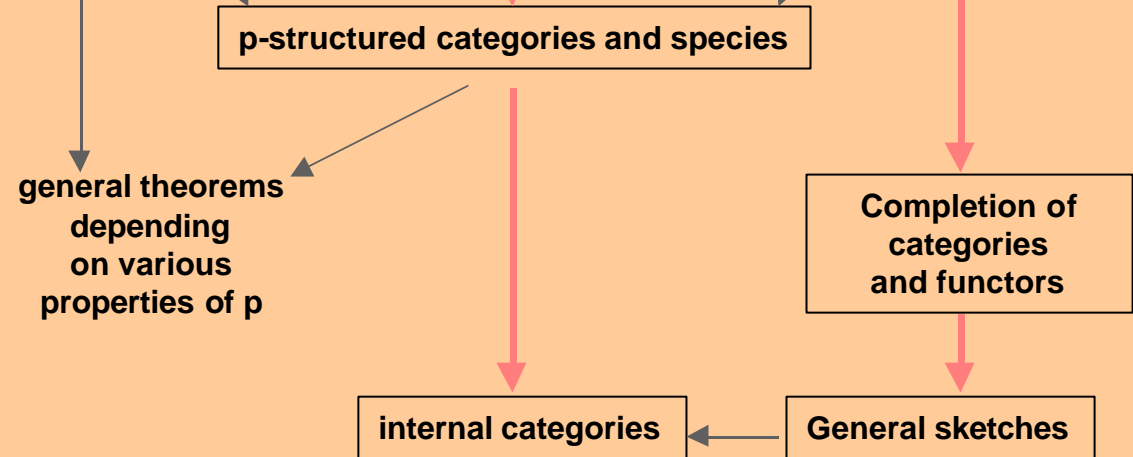 p-structured categories and species
general theorems
depending
on various
properties of p
Completion of
categories
and functors
internal categories
General sketches